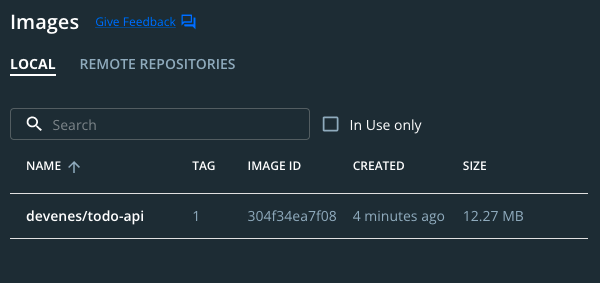 Images Give Feedback
LOCAL REMOTE REPOSITORIES
Search In Use only
NAME TAG IMAGE ID CREATED SIZE
devenes/todo-api 1 304f34ea7f08 4 minutes ago 12.27 MB